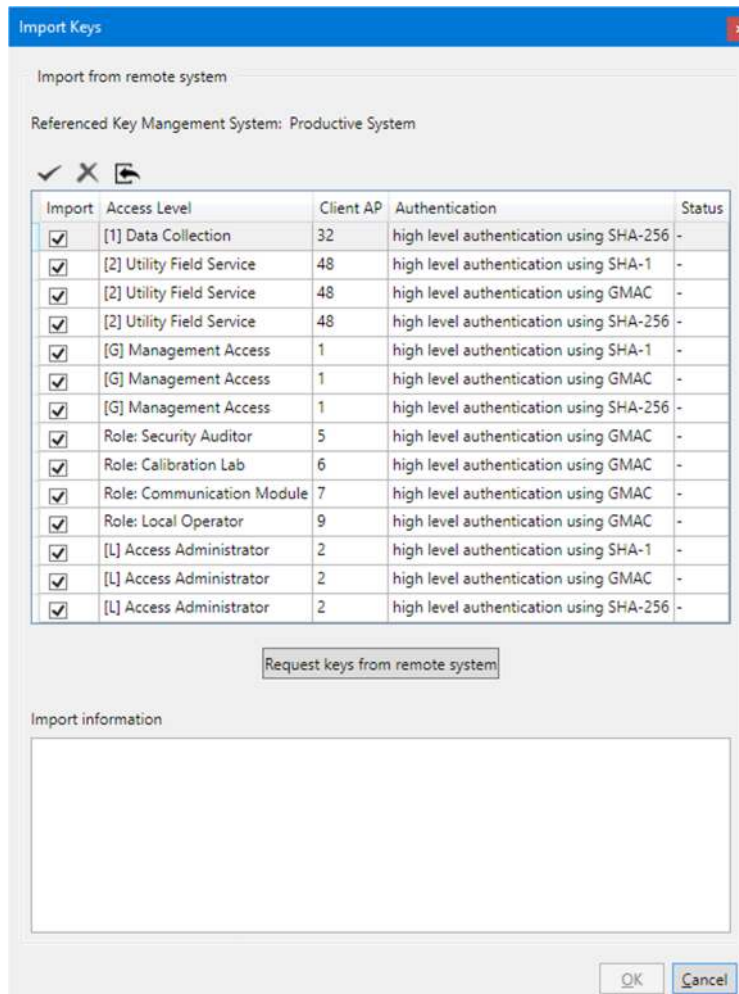 Import Keys
Import from remote system
Referenced Key Mangement System: Productive System
Import Access Level Client AP Authentication Status
[1] Data Collection 32 high level authentication using SHA-256 -
[2] Utility Field Service 48 high level authentication using SHA-1 -
[2] Utility Field Service 48 high level authentication using GMAC -
[2] Utility Field Service 48 high level authentication using SHA-256 -
[G] Management Access 1 high level authentication using SHA-1 -
[G] Management Access 1 high level authentication using GMAC -
[G] Management Access 1 high level authentication using SHA-256 -
Role: Security Auditor 5 high level authentication using GMAC -
Role: Calibration Lab 6 high level authentication using GMAC -
Role: Communication Module 7 high level authentication using GMAC -
Role: Local Operator 9 high level authentication using GMAC -
[L] Access Administrator 2 high level authentication using SHA-1 -
[L] Access Administrator 2 high level authentication using GMAC -
[L] Access Administrator 2 high level authentication using SHA-256 -
Request keys from remote system
Import information
OK Cancel